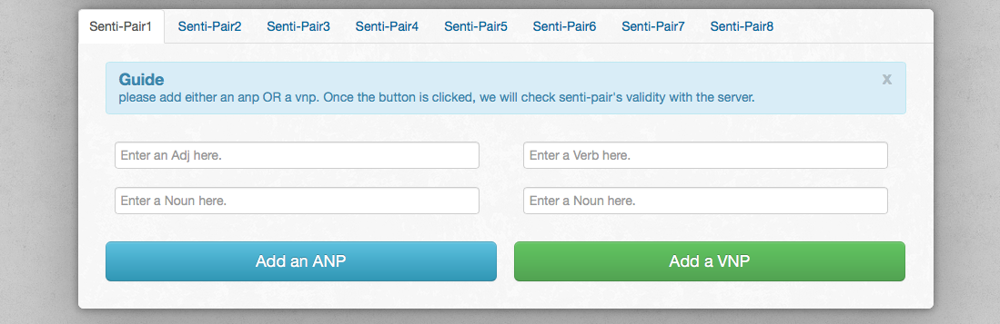 Senti-Pair1 Senti-Pair2 Senti-Pair3 Senti-Pair4 Senti-Pair5 Senti-Pair6 Senti-Pair7 Senti-Pair8
Guide x
please add either an anp OR a vnp. Once the button is clicked, we will check senti-pair's validity with the server.
Enter an Adj here. Enter a Verb here.
Enter a Noun here. Enter a Noun here.
Add an ANP Add a VNP